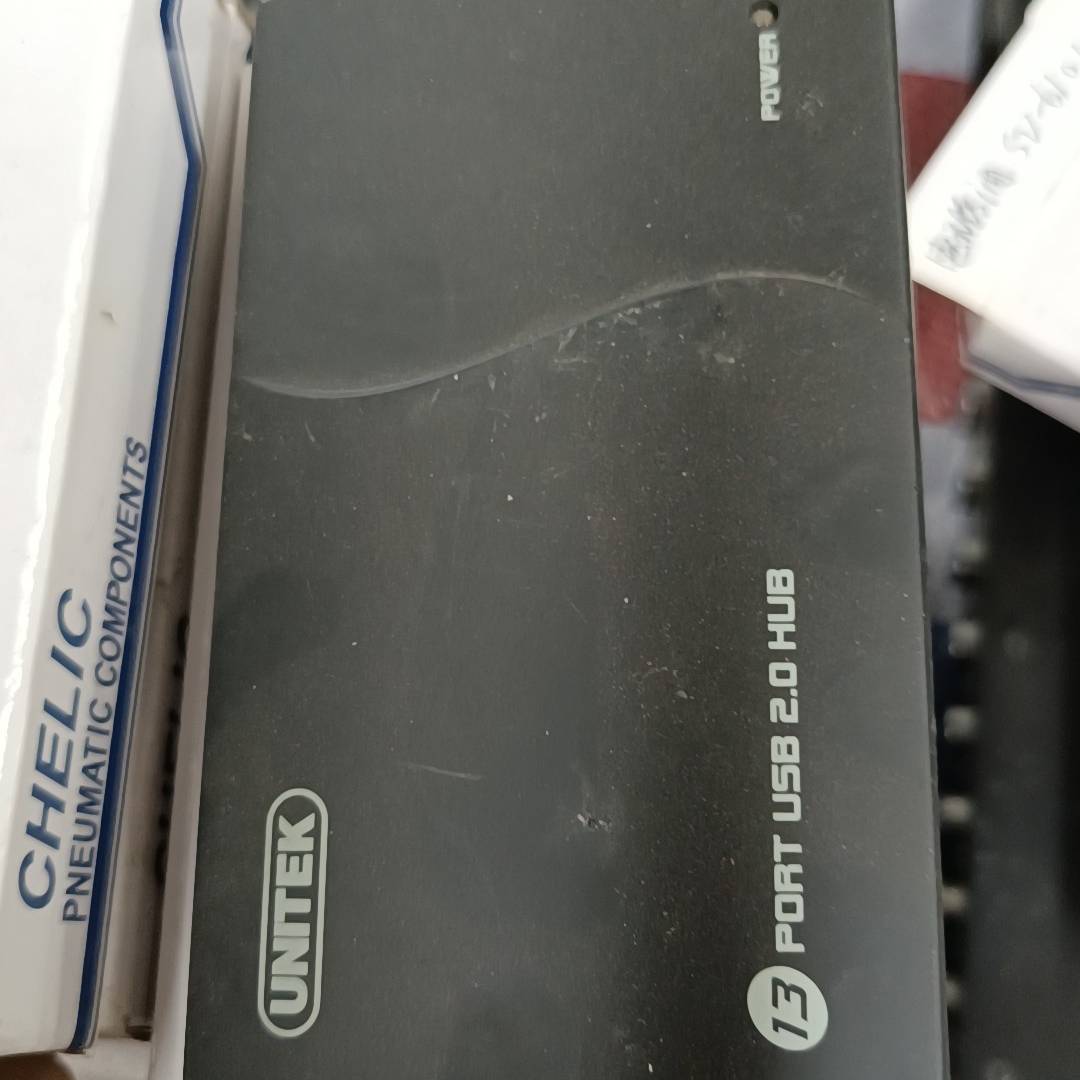 CHELIC
PNEUMATIC COMPONENTS
UNITEK
13 PORT USB 2.0 HUB
POWER